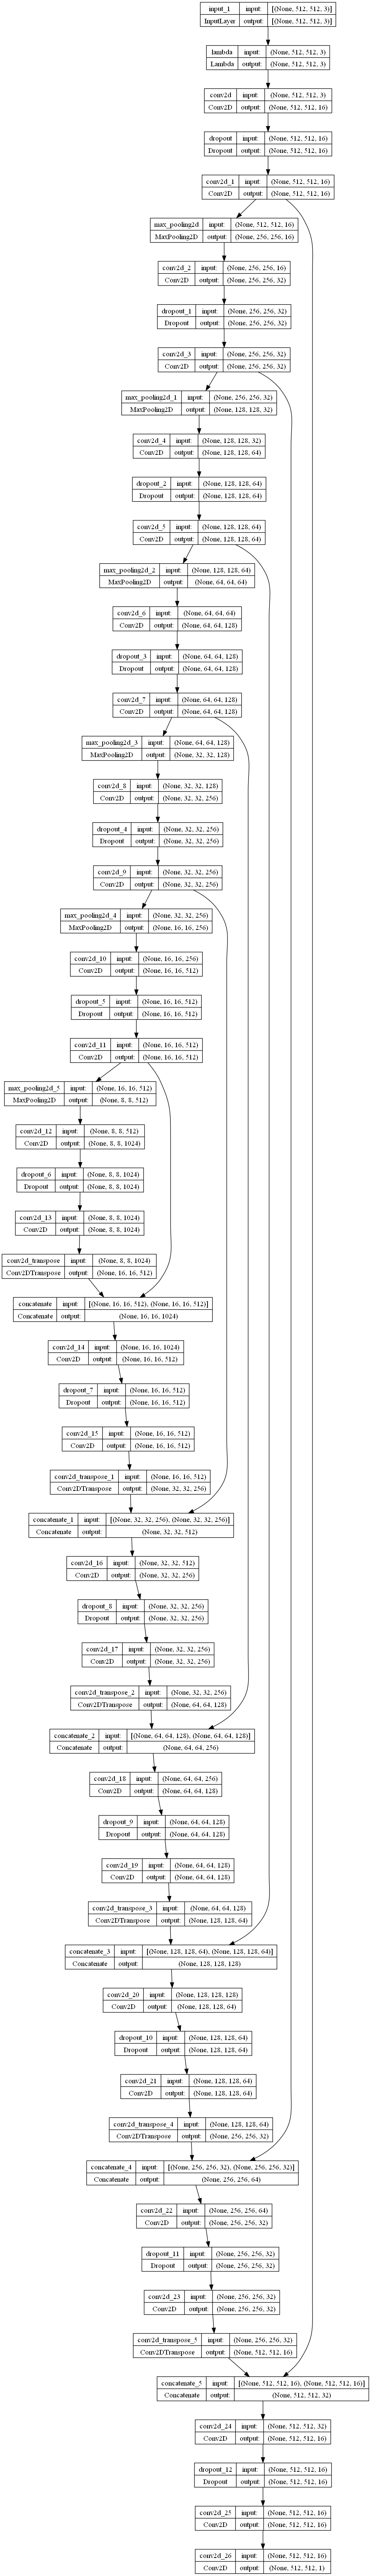 input_1 input: [(None, 512, 512, 3)]
InputLayer output: [(None, 512, 512, 3)]
lambda input: (None, 512, 512, 3)
Lambda output: (None, 512, 512, 3)
conv2d input: (None, 512, 512, 3)
Conv2D output: (None, 512, 512, 16)
dropout input: (None, 512, 512, 16)
Dropout output: (None, 512, 512, 16)
conv2d_1 input: (None, 512, 512, 16)
Conv2D output: (None, 512, 512, 16)
max_pooling2d input: (None, 512, 512, 16)
MaxPooling2D output: (None, 256, 256, 16)
conv2d_2 input: (None, 256, 256, 16)
Conv2D output: (None, 256, 256, 32)
dropout_1 input: (None, 256, 256, 32)
Dropout output: (None, 256, 256, 32)
conv2d_3 input: (None, 256, 256, 32)
Conv2D output: (None, 256, 256, 32)
max_pooling2d_1 input: (None, 256, 256, 32)
MaxPooling2D output: (None, 128, 128, 32)
conv2d_4 input: (None, 128, 128, 32)
Conv2D output: (None, 128, 128, 64)
dropout_2 input: (None, 128, 128, 64)
Dropout output: (None, 128, 128, 64)
conv2d_5 input: (None, 128, 128, 64)
Conv2D output: (None, 128, 128, 64)
max_pooling2d_2 input: (None, 128, 128, 64)
MaxPooling2D output: (None, 64, 64, 64)
conv2d_6 input: (None, 64, 64, 64)
Conv2D output: (None, 64, 64, 128)
dropout_3 input: (None, 64, 64, 128)
Dropout output: (None, 64, 64, 128)
conv2d_7 input: (None, 64, 64, 128)
Conv2D output: (None, 64, 64, 128)
max_pooling2d_3 input: (None, 64, 64, 128)
MaxPooling2D output: (None, 32, 32, 128)
conv2d_8 input: (None, 32, 32, 128)
Conv2D output: (None, 32, 32, 256)
dropout_4 input: (None, 32, 32, 256)
Dropout output: (None, 32, 32, 256)
conv2d_9 input: (None, 32, 32, 256)
Conv2D output: (None, 32, 32, 256)
max_pooling2d_4 input: (None, 32, 32, 256)
MaxPooling2D output: (None, 16, 16, 256)
conv2d_10 input: (None, 16, 16, 256)
Conv2D output: (None, 16, 16, 512)
dropout_5 input: (None, 16, 16, 512)
Dropout output: (None, 16, 16, 512)
conv2d_11 input: (None, 16, 16, 512)
Conv2D output: (None, 16, 16, 512)
max_pooling2d_5 input: (None, 16, 16, 512)
MaxPooling2D output: (None, 8, 8, 512)
conv2d_12 input: (None, 8, 8, 512)
Conv2D output: (None, 8, 8, 1024)
dropout_6 input: (None, 8, 8, 1024)
Dropout output: (None, 8, 8, 1024)
conv2d_13 input: (None, 8, 8, 1024)
Conv2D output: (None, 8, 8, 1024)
conv2d_transpose input: (None, 8, 8, 1024)
Conv2DTranspose output: (None, 16, 16, 512)
concatenate input: [(None, 16, 16, 512), (None, 16, 16, 512)]
Concatenate output: (None, 16, 16, 1024)
conv2d_14 input: (None, 16, 16, 1024)
Conv2D output: (None, 16, 16, 512)
dropout_7 input: (None, 16, 16, 512)
Dropout output: (None, 16, 16, 512)
conv2d_15 input: (None, 16, 16, 512)
Conv2D output: (None, 16, 16, 512)
conv2d_transpose_1 input: (None, 16, 16, 512)
Conv2DTranspose output: (None, 32, 32, 256)
concatenate_1 input: [(None, 32, 32, 256), (None, 32, 32, 256)]
Concatenate output: (None, 32, 32, 512)
conv2d_16 input: (None, 32, 32, 512)
Conv2D output: (None, 32, 32, 256)
dropout_8 input: (None, 32, 32, 256)
Dropout output: (None, 32, 32, 256)
conv2d_17 input: (None, 32, 32, 256)
Conv2D output: (None, 32, 32, 256)
conv2d_transpose_2 input: (None, 32, 32, 256)
Conv2DTranspose output: (None, 64, 64, 128)
concatenate_2 input: [(None, 64, 64, 128), (None, 64, 64, 128)]
Concatenate output: (None, 64, 64, 256)
conv2d_18 input: (None, 64, 64, 256)
Conv2D output: (None, 64, 64, 128)
dropout_9 input: (None, 64, 64, 128)
Dropout output: (None, 64, 64, 128)
conv2d_19 input: (None, 64, 64, 128)
Conv2D output: (None, 64, 64, 128)
conv2d_transpose_3 input: (None, 64, 64, 128)
Conv2DTranspose output: (None, 128, 128, 64)
concatenate_3 input: [(None, 128, 128, 64), (None, 128, 128, 64)]
Concatenate output: (None, 128, 128, 128)
conv2d_20 input: (None, 128, 128, 128)
Conv2D output: (None, 128, 128, 64)
dropout_10 input: (None, 128, 128, 64)
Dropout output: (None, 128, 128, 64)
conv2d_21 input: (None, 128, 128, 64)
Conv2D output: (None, 128, 128, 64)
conv2d_transpose_4 input: (None, 128, 128, 64)
Conv2DTranspose output: (None, 256, 256, 32)
concatenate_4 input: [(None, 256, 256, 32), (None, 256, 256, 32)]
Concatenate output: (None, 256, 256, 64)
conv2d_22 input: (None, 256, 256, 64)
Conv2D output: (None, 256, 256, 32)
dropout_11 input: (None, 256, 256, 32)
Dropout output: (None, 256, 256, 32)
conv2d_23 input: (None, 256, 256, 32)
Conv2D output: (None, 256, 256, 32)
conv2d_transpose_5 input: (None, 256, 256, 32)
Conv2DTranspose output: (None, 512, 512, 16)
concatenate_5 input: [(None, 512, 512, 16), (None, 512, 512, 16)]
Concatenate output: (None, 512, 512, 32)
conv2d_24 input: (None, 512, 512, 32)
Conv2D output: (None, 512, 512, 16)
dropout_12 input: (None, 512, 512, 16)
Dropout output: (None, 512, 512, 16)
conv2d_25 input: (None, 512, 512, 16)
Conv2D output: (None, 512, 512, 16)
conv2d_26 input: (None, 512, 512, 16)
Conv2D output: (None, 512, 512, 1)